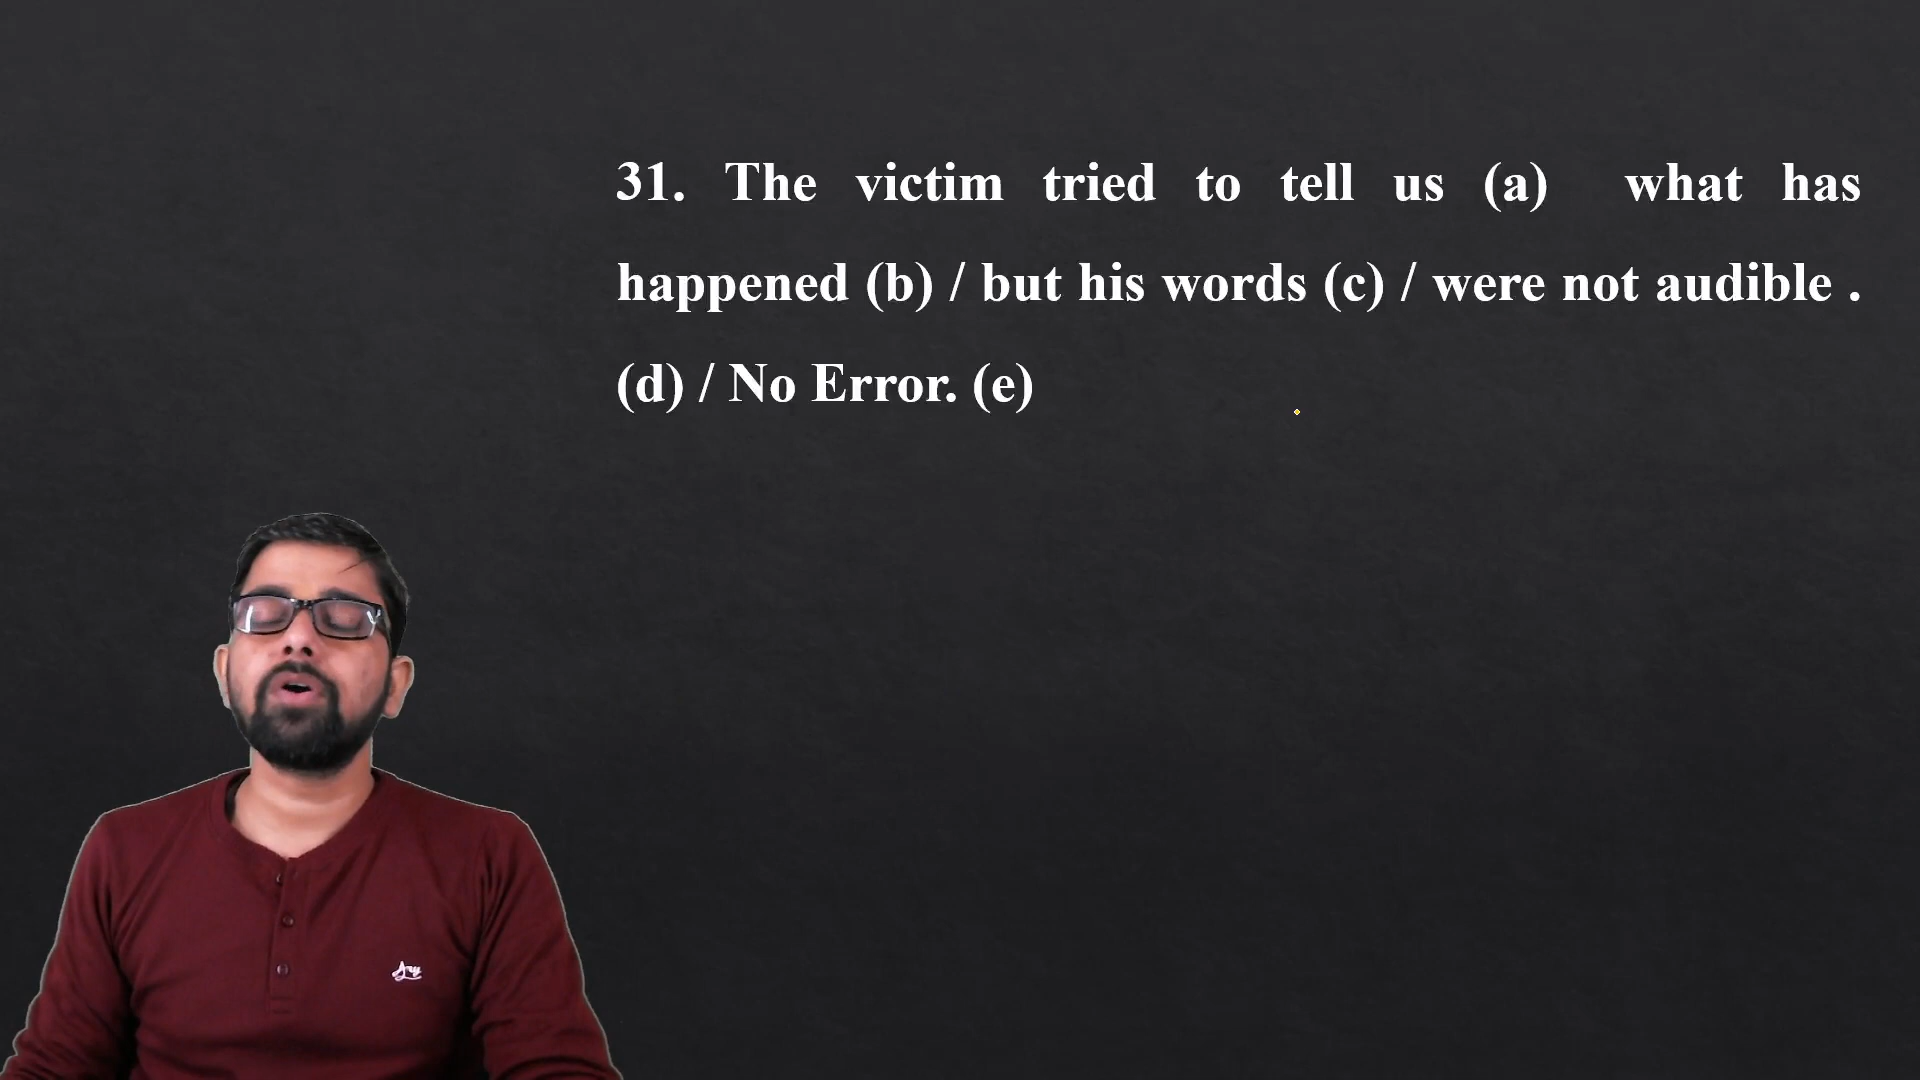 31. The victim tried to tell us (a) what has
happened (b) / but his words (c) / were not audible .
(d) / No Error. (e)